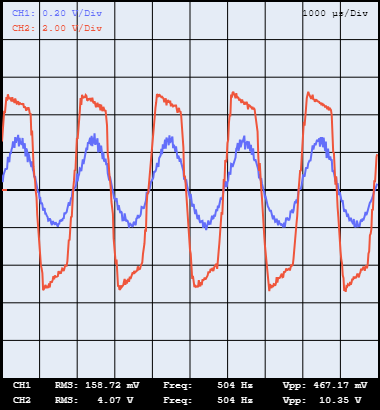 CH1: 0.20 V/Div 1000 µs/Div
CH2: 2.00 V/Div
CH1 RMS: 158.72 mV Freq: 504 Hz Vpp: 467.17 mV
CH2 RMS: 4.07 V Freq: 504 Hz Vpp: 10.35 V